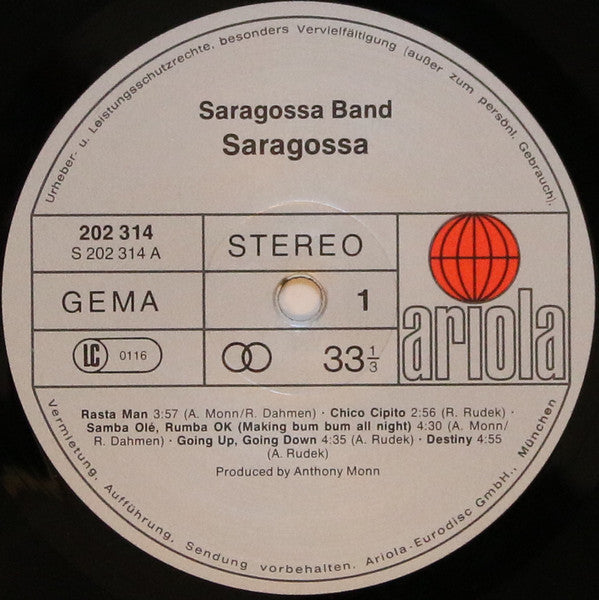 Urheber- u. Leistungsschutzrechte, besonders Vervielfältigung (außer zum persönl. Gebrauch).
Saragossa Band
Saragossa
202 314
S 202 314 A
STEREO
GEMA
1
LC 0116
33 1/3
ariola
Rasta Man 3:57 (A. Monn/R. Dahmen) · Chico Cipito 2:56 (R. Rudek) ·
Samba Olé, Rumba OK (Making bum bum all night) 4:30 (A. Monn/
R. Dahmen) · Going Up, Going Down 4:35 (A. Rudek) · Destiny 4:55
(A. Rudek)
Produced by Anthony Monn
Vermietung, Aufführung, Sendung vorbehalten. Ariola-Eurodisc GmbH., München